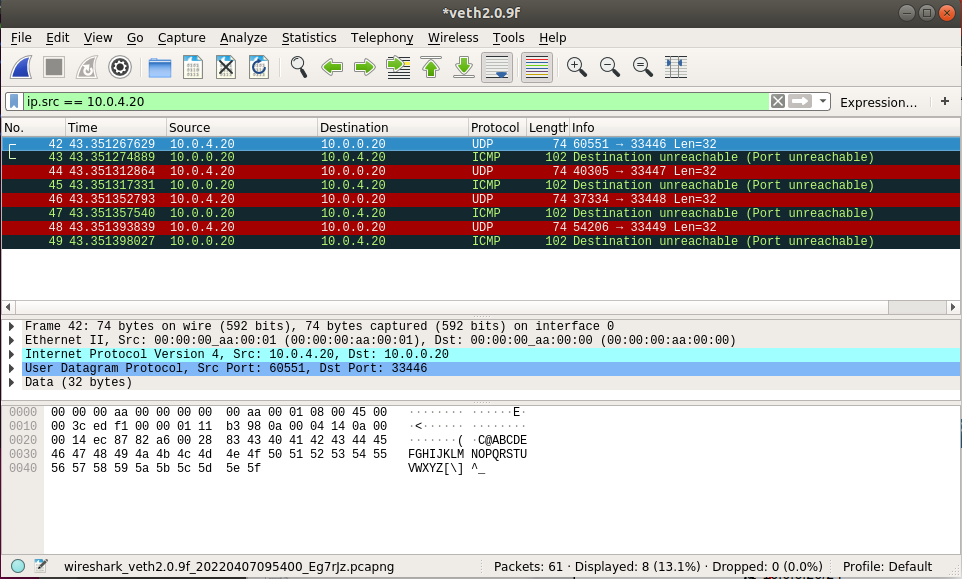 *veth2.0.9f
File Edit View Go Capture Analyze Statistics Telephony Wireless Tools Help
ip.src == 10.0.4.20 Expression… +
No. Time Source Destination Protocol Length Info
42 43.351267629 10.0.4.20 10.0.0.20 UDP 74 60551 → 33446 Len=32
43 43.351274889 10.0.4.20 10.0.0.20 ICMP 102 Destination unreachable (Port unreachable)
44 43.351312864 10.0.4.20 10.0.0.20 UDP 74 40305 → 33447 Len=32
45 43.351317331 10.0.4.20 10.0.0.20 ICMP 102 Destination unreachable (Port unreachable)
46 43.351352793 10.0.4.20 10.0.0.20 UDP 74 37334 → 33448 Len=32
47 43.351357540 10.0.4.20 10.0.0.20 ICMP 102 Destination unreachable (Port unreachable)
48 43.351393839 10.0.4.20 10.0.0.20 UDP 74 54206 → 33449 Len=32
49 43.351398027 10.0.4.20 10.0.0.20 ICMP 102 Destination unreachable (Port unreachable)
Frame 42: 74 bytes on wire (592 bits), 74 bytes captured (592 bits) on interface 0
Ethernet II, Src: 00:00:00_aa:00:01 (00:00:00:aa:00:01), Dst: 00:00:00_aa:00:00 (00:00:00:aa:00:00)
Internet Protocol Version 4, Src: 10.0.4.20, Dst: 10.0.0.20
User Datagram Protocol, Src Port: 60551, Dst Port: 33446
Data (32 bytes)
0000 00 00 00 aa 00 00 00 00 00 aa 00 01 08 00 45 00 ········ ······E·
0010 00 3c ed f1 00 00 01 11 b3 98 0a 00 04 14 0a 00 ·<······ ········
0020 00 14 ec 87 82 a6 00 28 83 43 40 41 42 43 44 45 ·······( ·C@ABCDE
0030 46 47 48 49 4a 4b 4c 4d 4e 4f 50 51 52 53 54 55 FGHIJKLM NOPQRSTU
0040 56 57 58 59 5a 5b 5c 5d 5e 5f VWXYZ[\] ^_
wireshark_veth2.0.9f_20220407095400_Eg7rJz.pcapng Packets: 61 · Displayed: 8 (13.1%) · Dropped: 0 (0.0%) Profile: Default